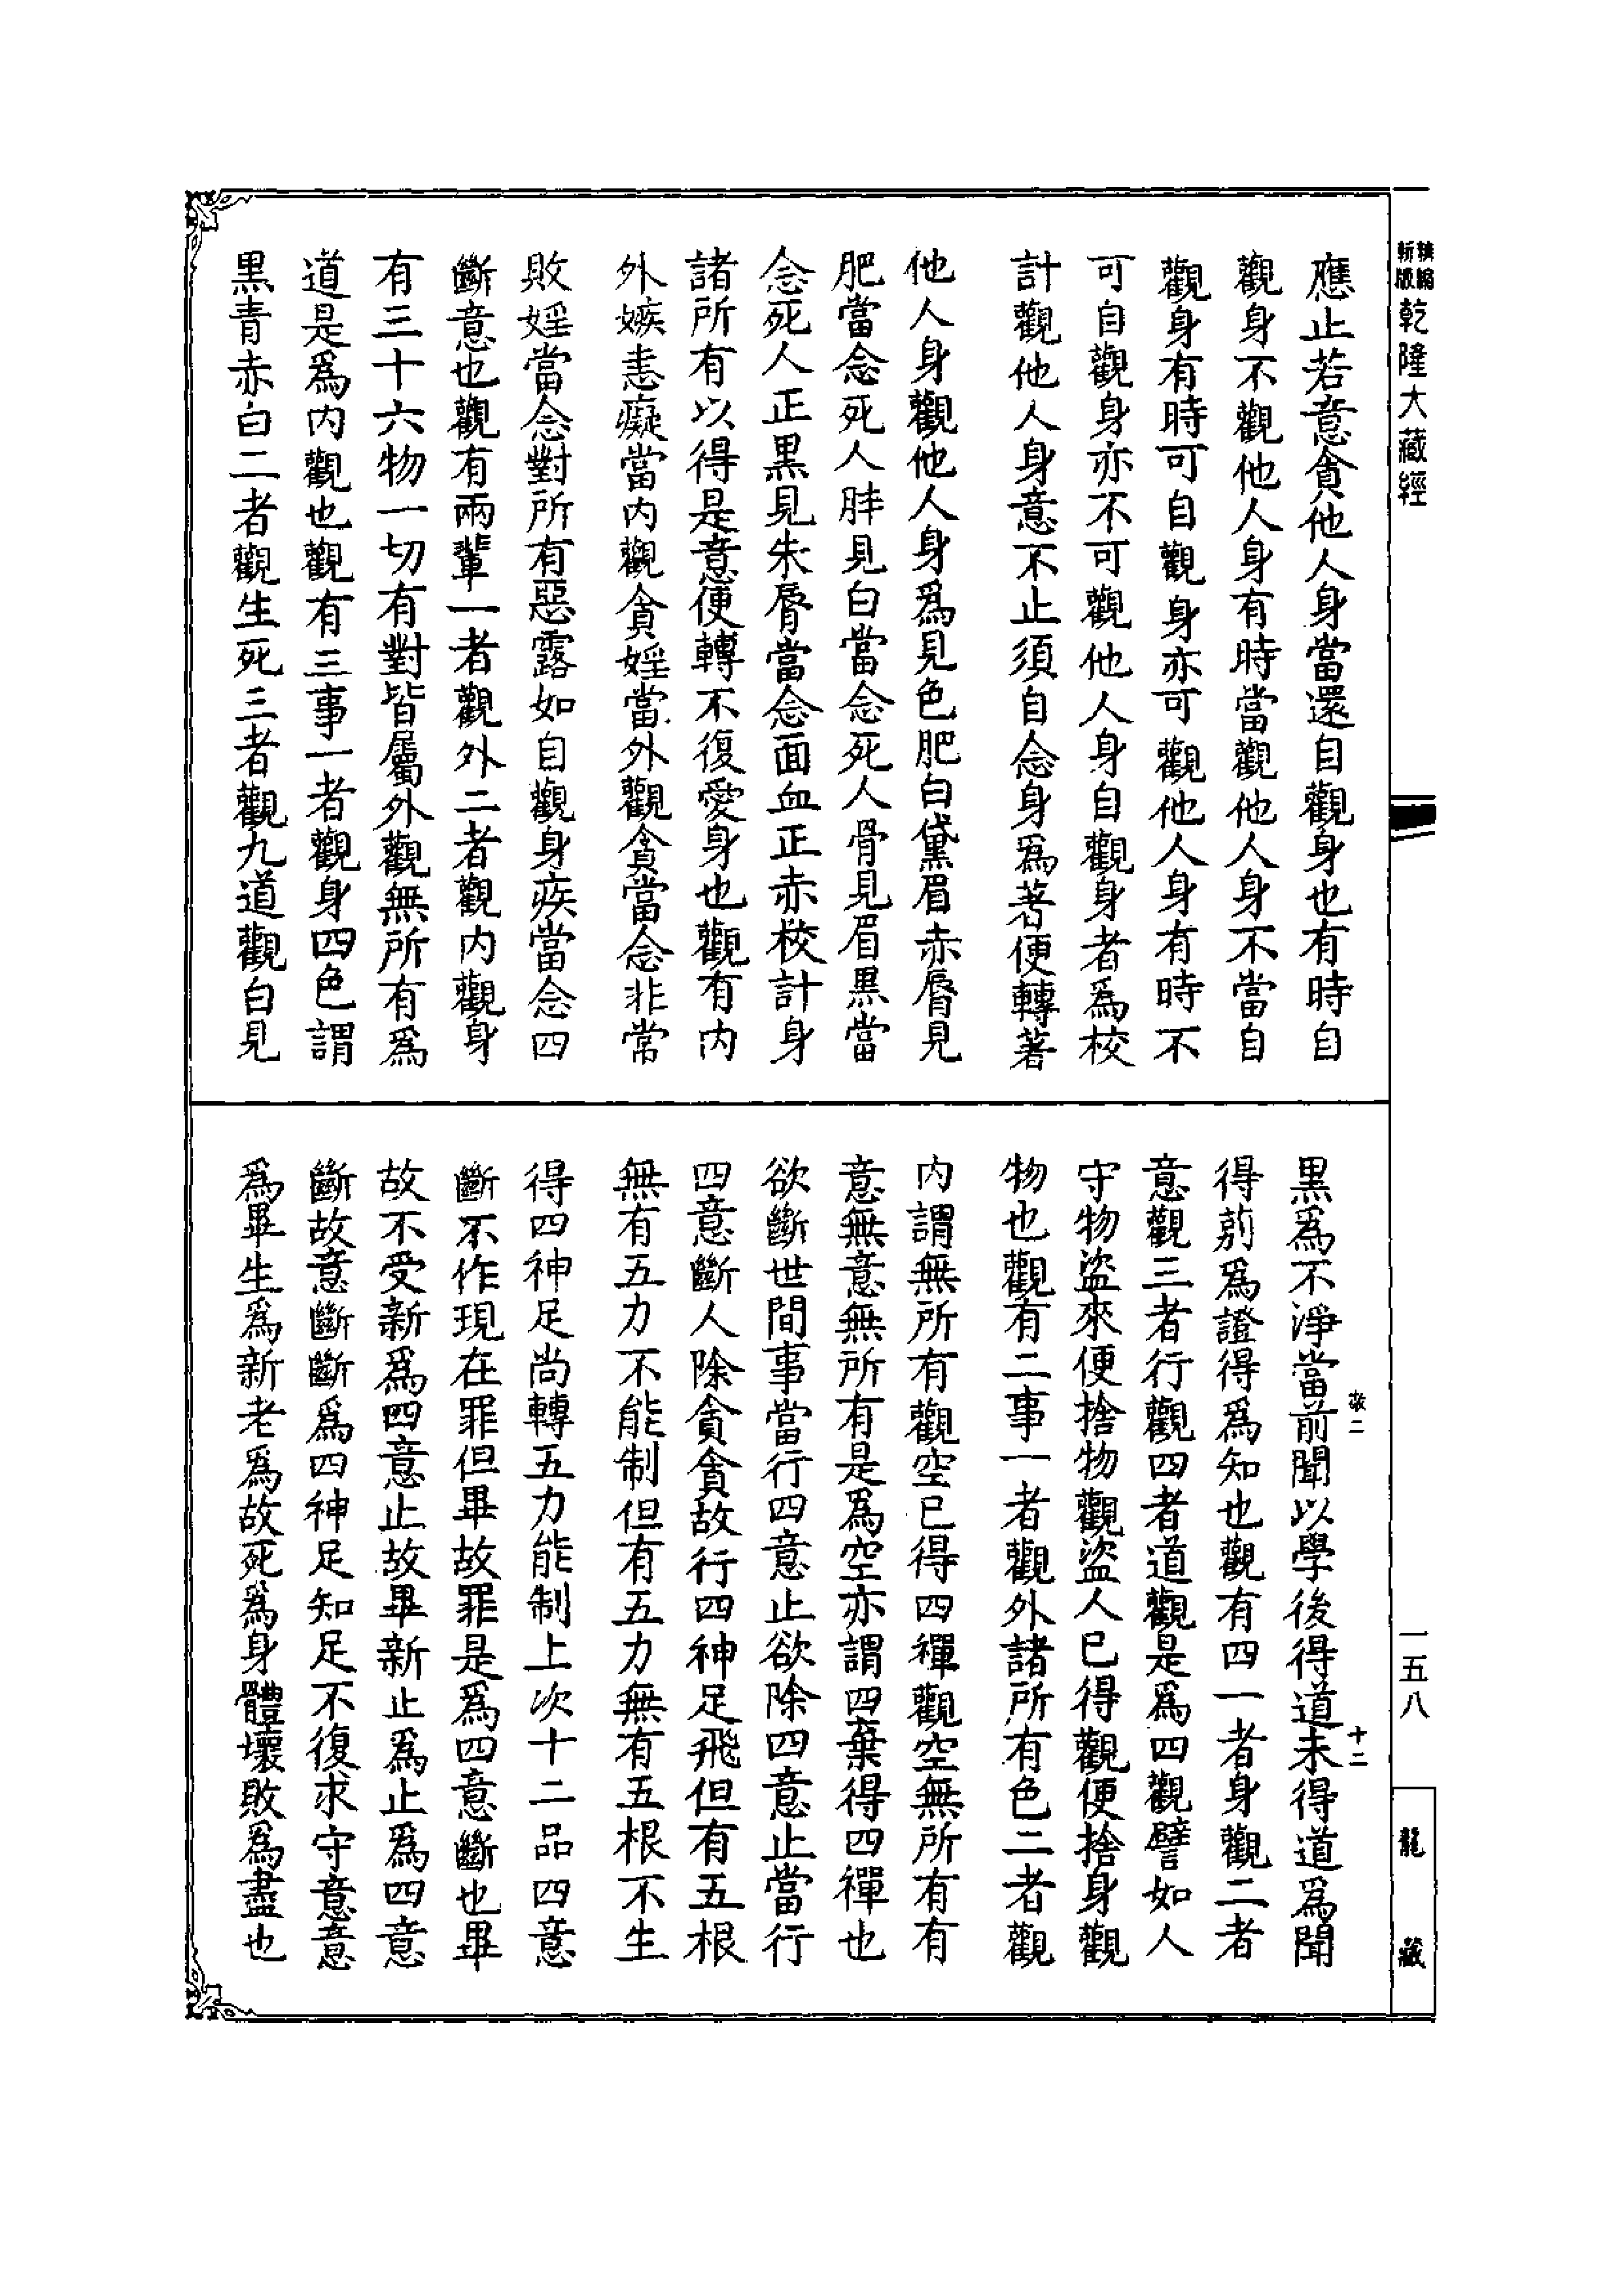 應止若意貪他人身當還自觀身也有時自
觀身不觀他人身有時當觀他人身不當自
觀身有時可自觀身亦可觀他人身有時不
可自觀身亦不可觀他人身自觀身者爲校
計觀他人身意不止須自念身爲著便轉著
他人身觀他人身爲見色肥白黛眉赤脣見
肥當念死人胖見白當念死人骨見眉黑當
念死人正黑見朱脣當念面血正赤校計身
諸所有以得是意便轉不復愛身也觀有内
外嫉恚癡當内觀貪婬當外觀貪當念非常
敗婬當念對所有惡露如自觀身疾當念四
斷意也觀有兩輩一者觀外二者觀内觀身
有三十六物一切有對皆屬外觀無所有爲
道是爲内觀也觀有三事一者觀身四色謂
黑青赤白二者觀生死三者觀九道觀白見
黑爲不淨當前聞以學後得道未得道爲聞
得别爲證得爲知也觀有四一者身觀二者
意觀三者行觀四者道觀是爲四觀譬如人
守物盜來便捨物觀盜人已得觀便捨身觀
物也觀有二事一者觀外諸所有色二者觀
内謂無所有觀空已得四禪觀空無所有有
意無意無所有是爲空亦謂四棄得四禪也
欲斷世間事當行四意止欲除四意止當行
四意斷人除貪貪故行四神足飛但有五根
無有五力不能制但有五力無有五根不生
得四神足尚轉五力能制上次十二品四意
斷不作現在罪但畢故罪是爲四意斷也畢
故不受新爲四意止故畢新止爲止爲四意
斷故意斷斷爲四神足知足不復求守意意
爲畢生爲新老爲故死爲身體壞敗爲盡也
敬二
十二
新版
精編
乾隆大藏經
一五八
龍藏